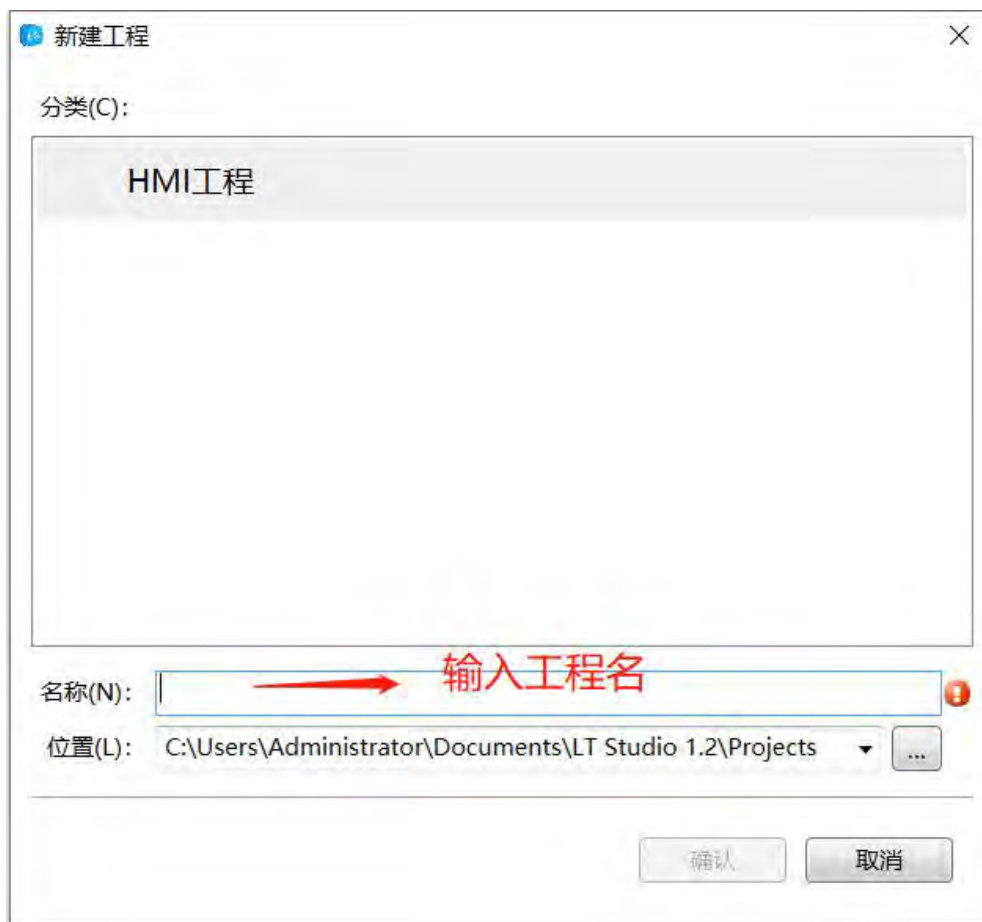 新建工程
分类(C):
HMI工程
输入工程名
名称(N):
位置(L): C:\Users\Administrator\Documents\LT Studio 1.2\Projects ...
确认 取消